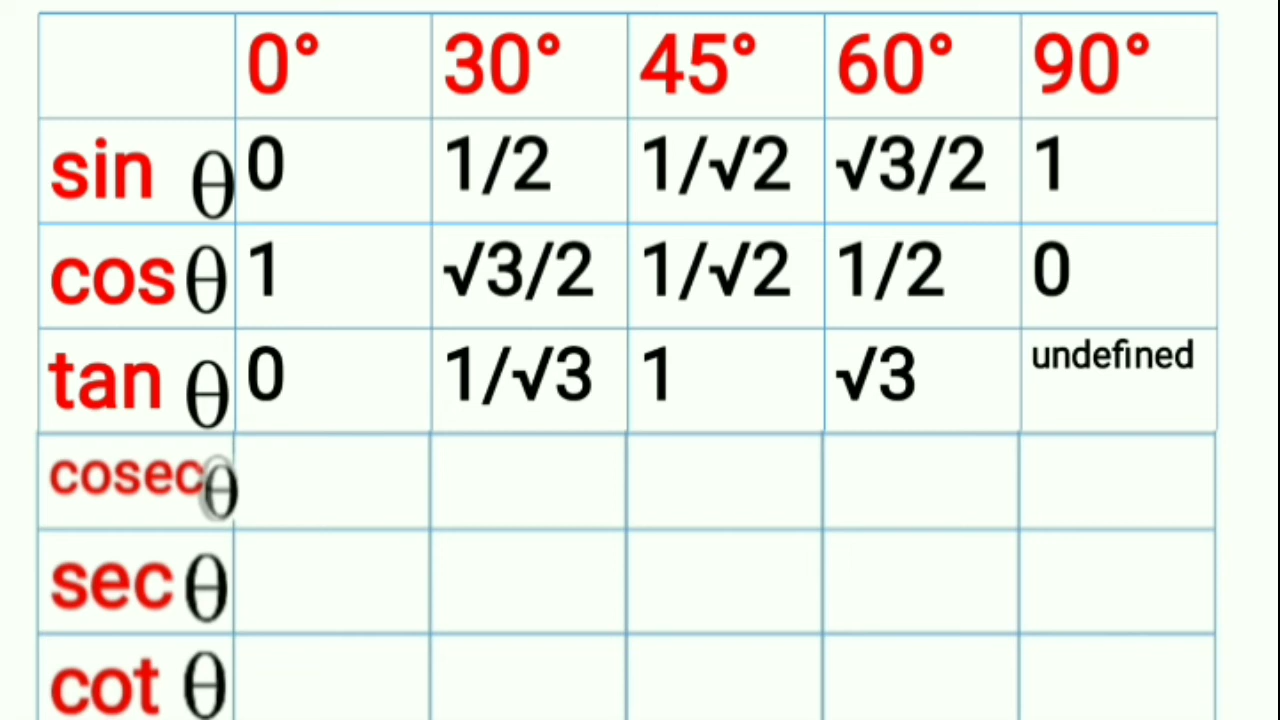 0° 30° 45° 60° 90°
sin θ 0 1/2 1/√2 √3/2 1
cos θ 1 √3/2 1/√2 1/2 0
tan θ 0 1/√3 1 √3 undefined
cosec θ
sec θ
cot θ